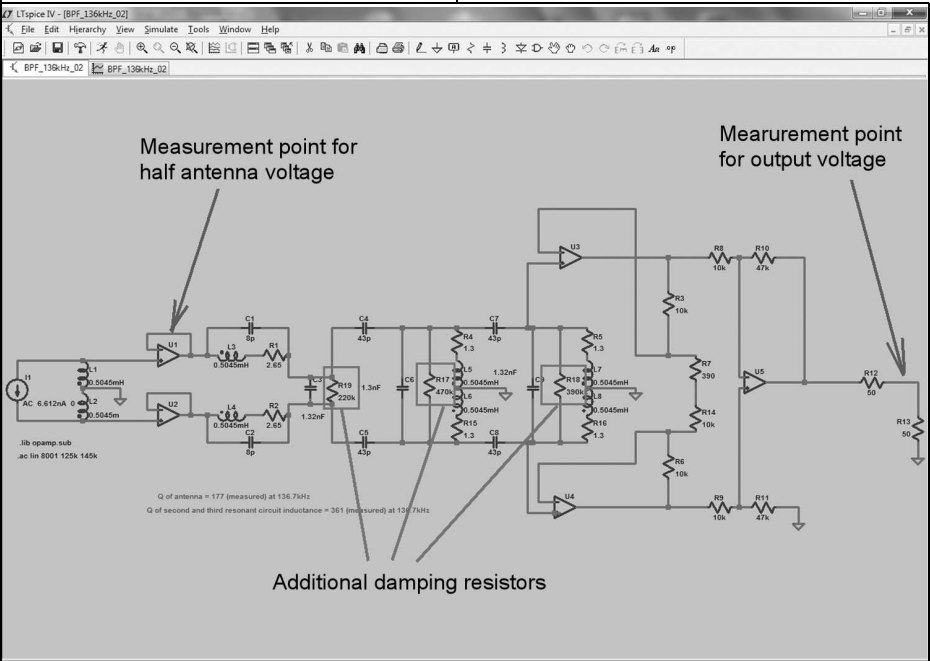 LTspice IV - [BPF_136kHz_02]
File Edit Hjerarchy View Simulate Tools Window Help
BPF_136kHz_02 BPF_136kHz_02
Measurement point for
half antenna voltage
Mearurement point
for output voltage
U3
R8
10k
R10
47k
R3
10k
C1
8p
L3
0.5045mH
R1
2.65
U1
C4
43p
C7
43p
R4
1.3
R5
1.3
R7
390
I1
AC 6.612nA 0
L1
0.5045mH
L2
0.5045m
C3
1.32nF
R19
220k
1.3nF
C6
R17
470k
L5
0.5045mH
L6
0.5045mH
1.32nF
C9
R18
390k
L7
0.5045mH
L8
0.5045mH
U5
R12
50
R13
50
U2
L4
0.5045mH
R2
2.65
C2
8p
C5
43p
R15
1.3
C8
43p
R16
1.3
R14
10k
R6
10k
.lib opamp.sub
.ac lin 8001 125k 145k
U4
R9
10k
R11
47k
Q of antenna = 177 (measured) at 136.7kHz
Q of second and third resonant circuit inductance = 361 (measured) at 136.7kHz
Additional damping resistors